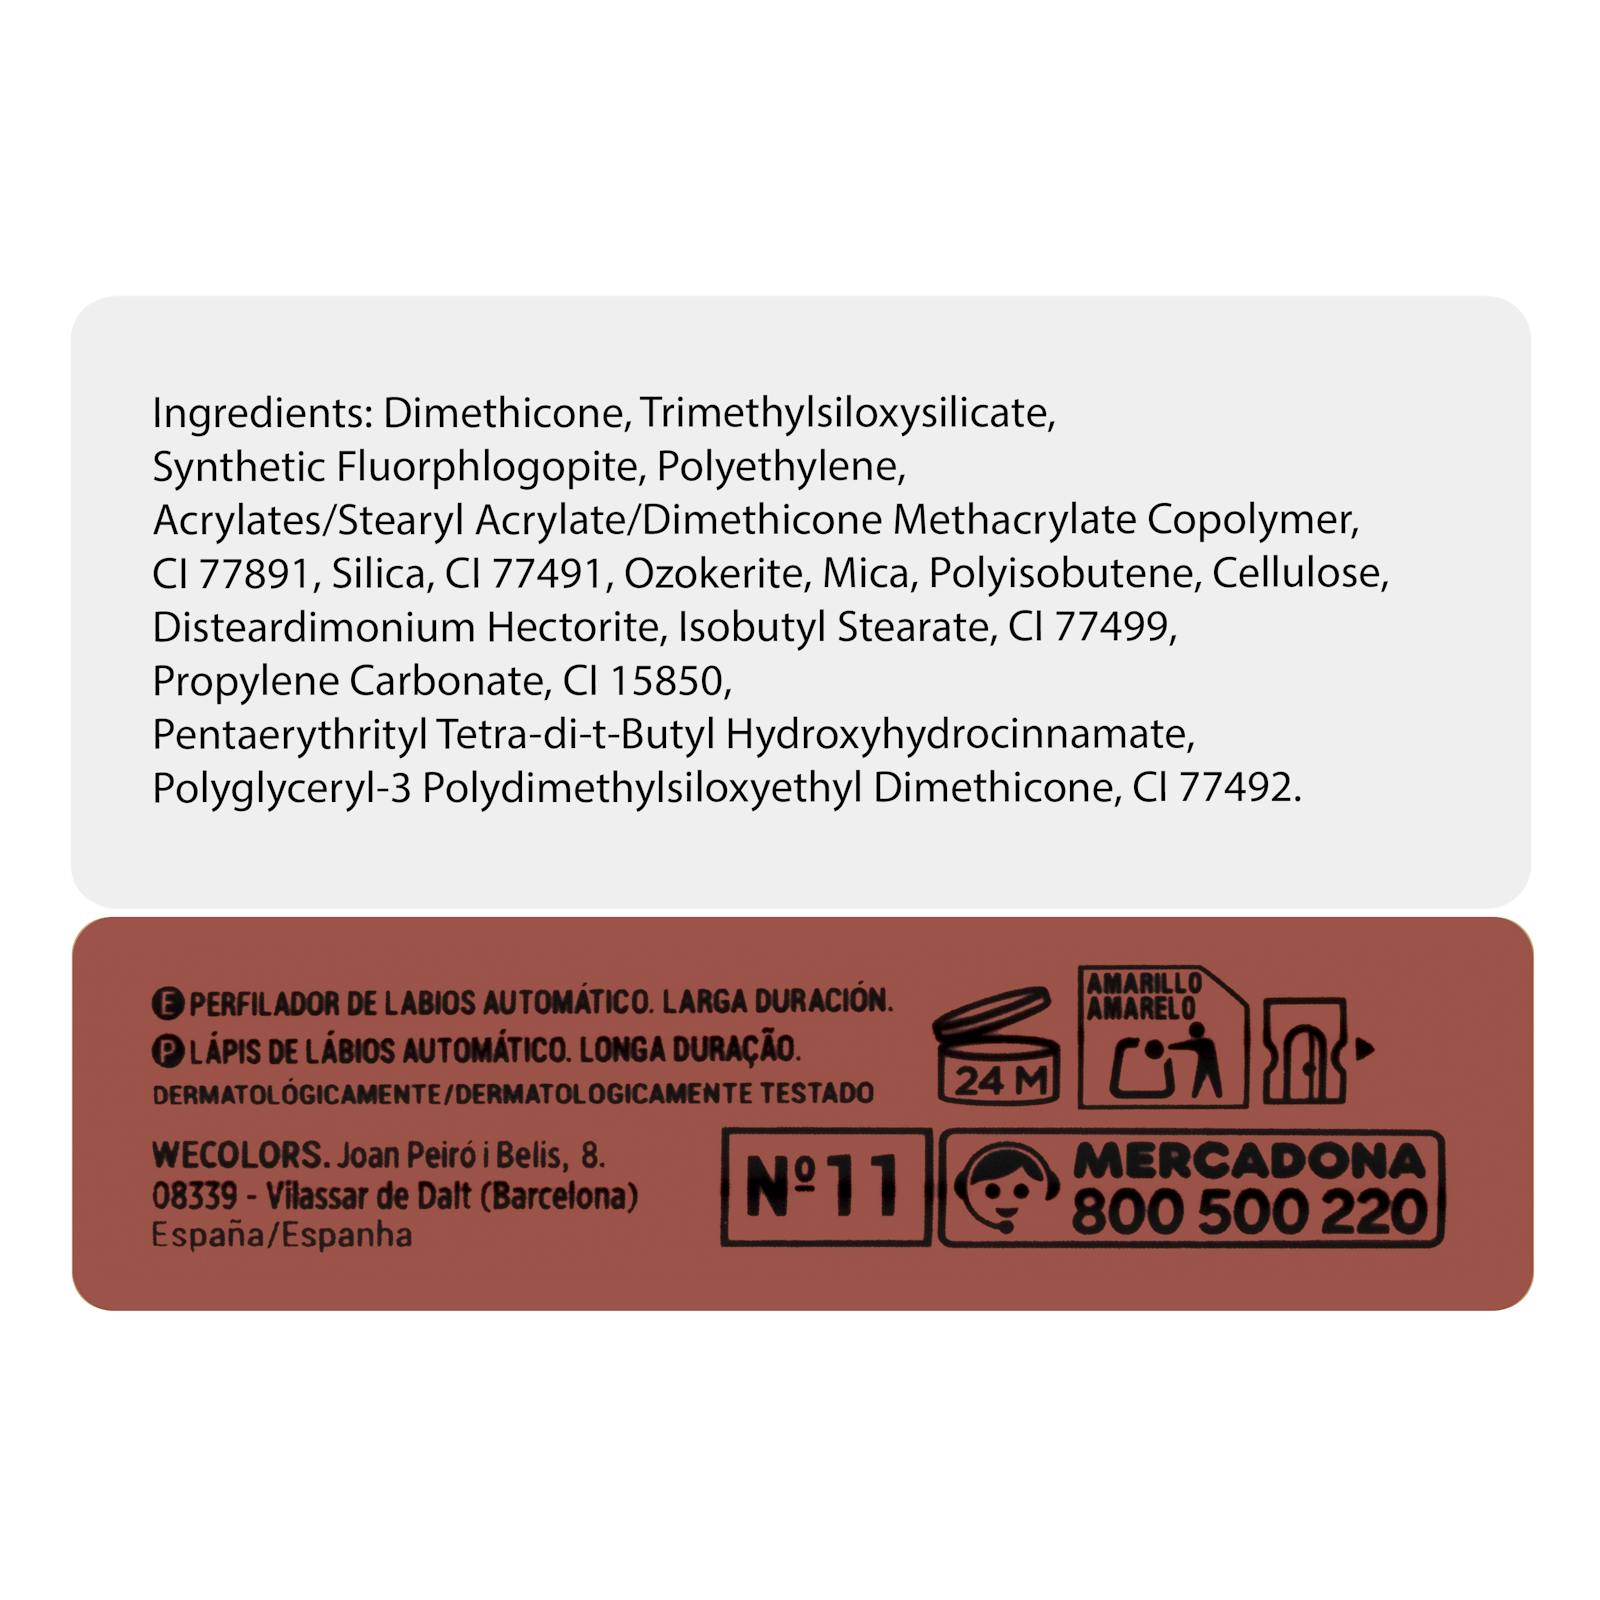 Ingredients: Dimethicone, Trimethylsiloxysilicate,
Synthetic Fluorphlogopite, Polyethylene,
Acrylates/Stearyl Acrylate/Dimethicone Methacrylate Copolymer,
CI 77891, Silica, CI 77491, Ozokerite, Mica, Polyisobutene, Cellulose,
Disteardimonium Hectorite, Isobutyl Stearate, CI 77499,
Propylene Carbonate, CI 15850,
Pentaerythrityl Tetra-di-t-Butyl Hydroxyhydrocinnamate,
Polyglyceryl-3 Polydimethylsiloxyethyl Dimethicone, CI 77492.
E PERFILADOR DE LABIOS AUTOMÁTICO. LARGA DURACIÓN.
P LÁPIS DE LÁBIOS AUTOMÁTICO. LONGA DURAÇÃO.
DERMATOLÓGICAMENTE/DERMATOLOGICAMENTE TESTADO
24 M
AMARILLO
AMARELO
WECOLORS. Joan Peiró i Belis, 8.
08339 - Vilassar de Dalt (Barcelona)
España/Espanha
Nº 11
MERCADONA
800 500 220